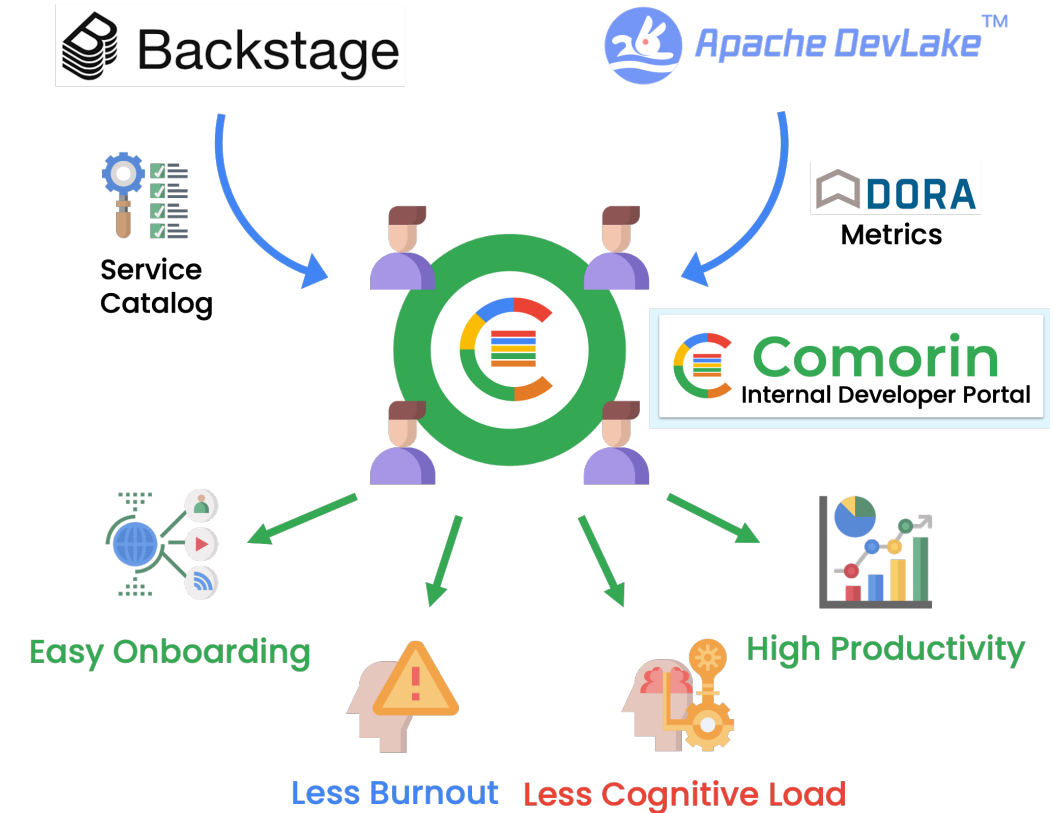 Backstage
Apache DevLake™
Service
Catalog
DORA
Metrics
Comorin
Internal Developer Portal
Easy Onboarding
High Productivity
Less Burnout
Less Cognitive Load